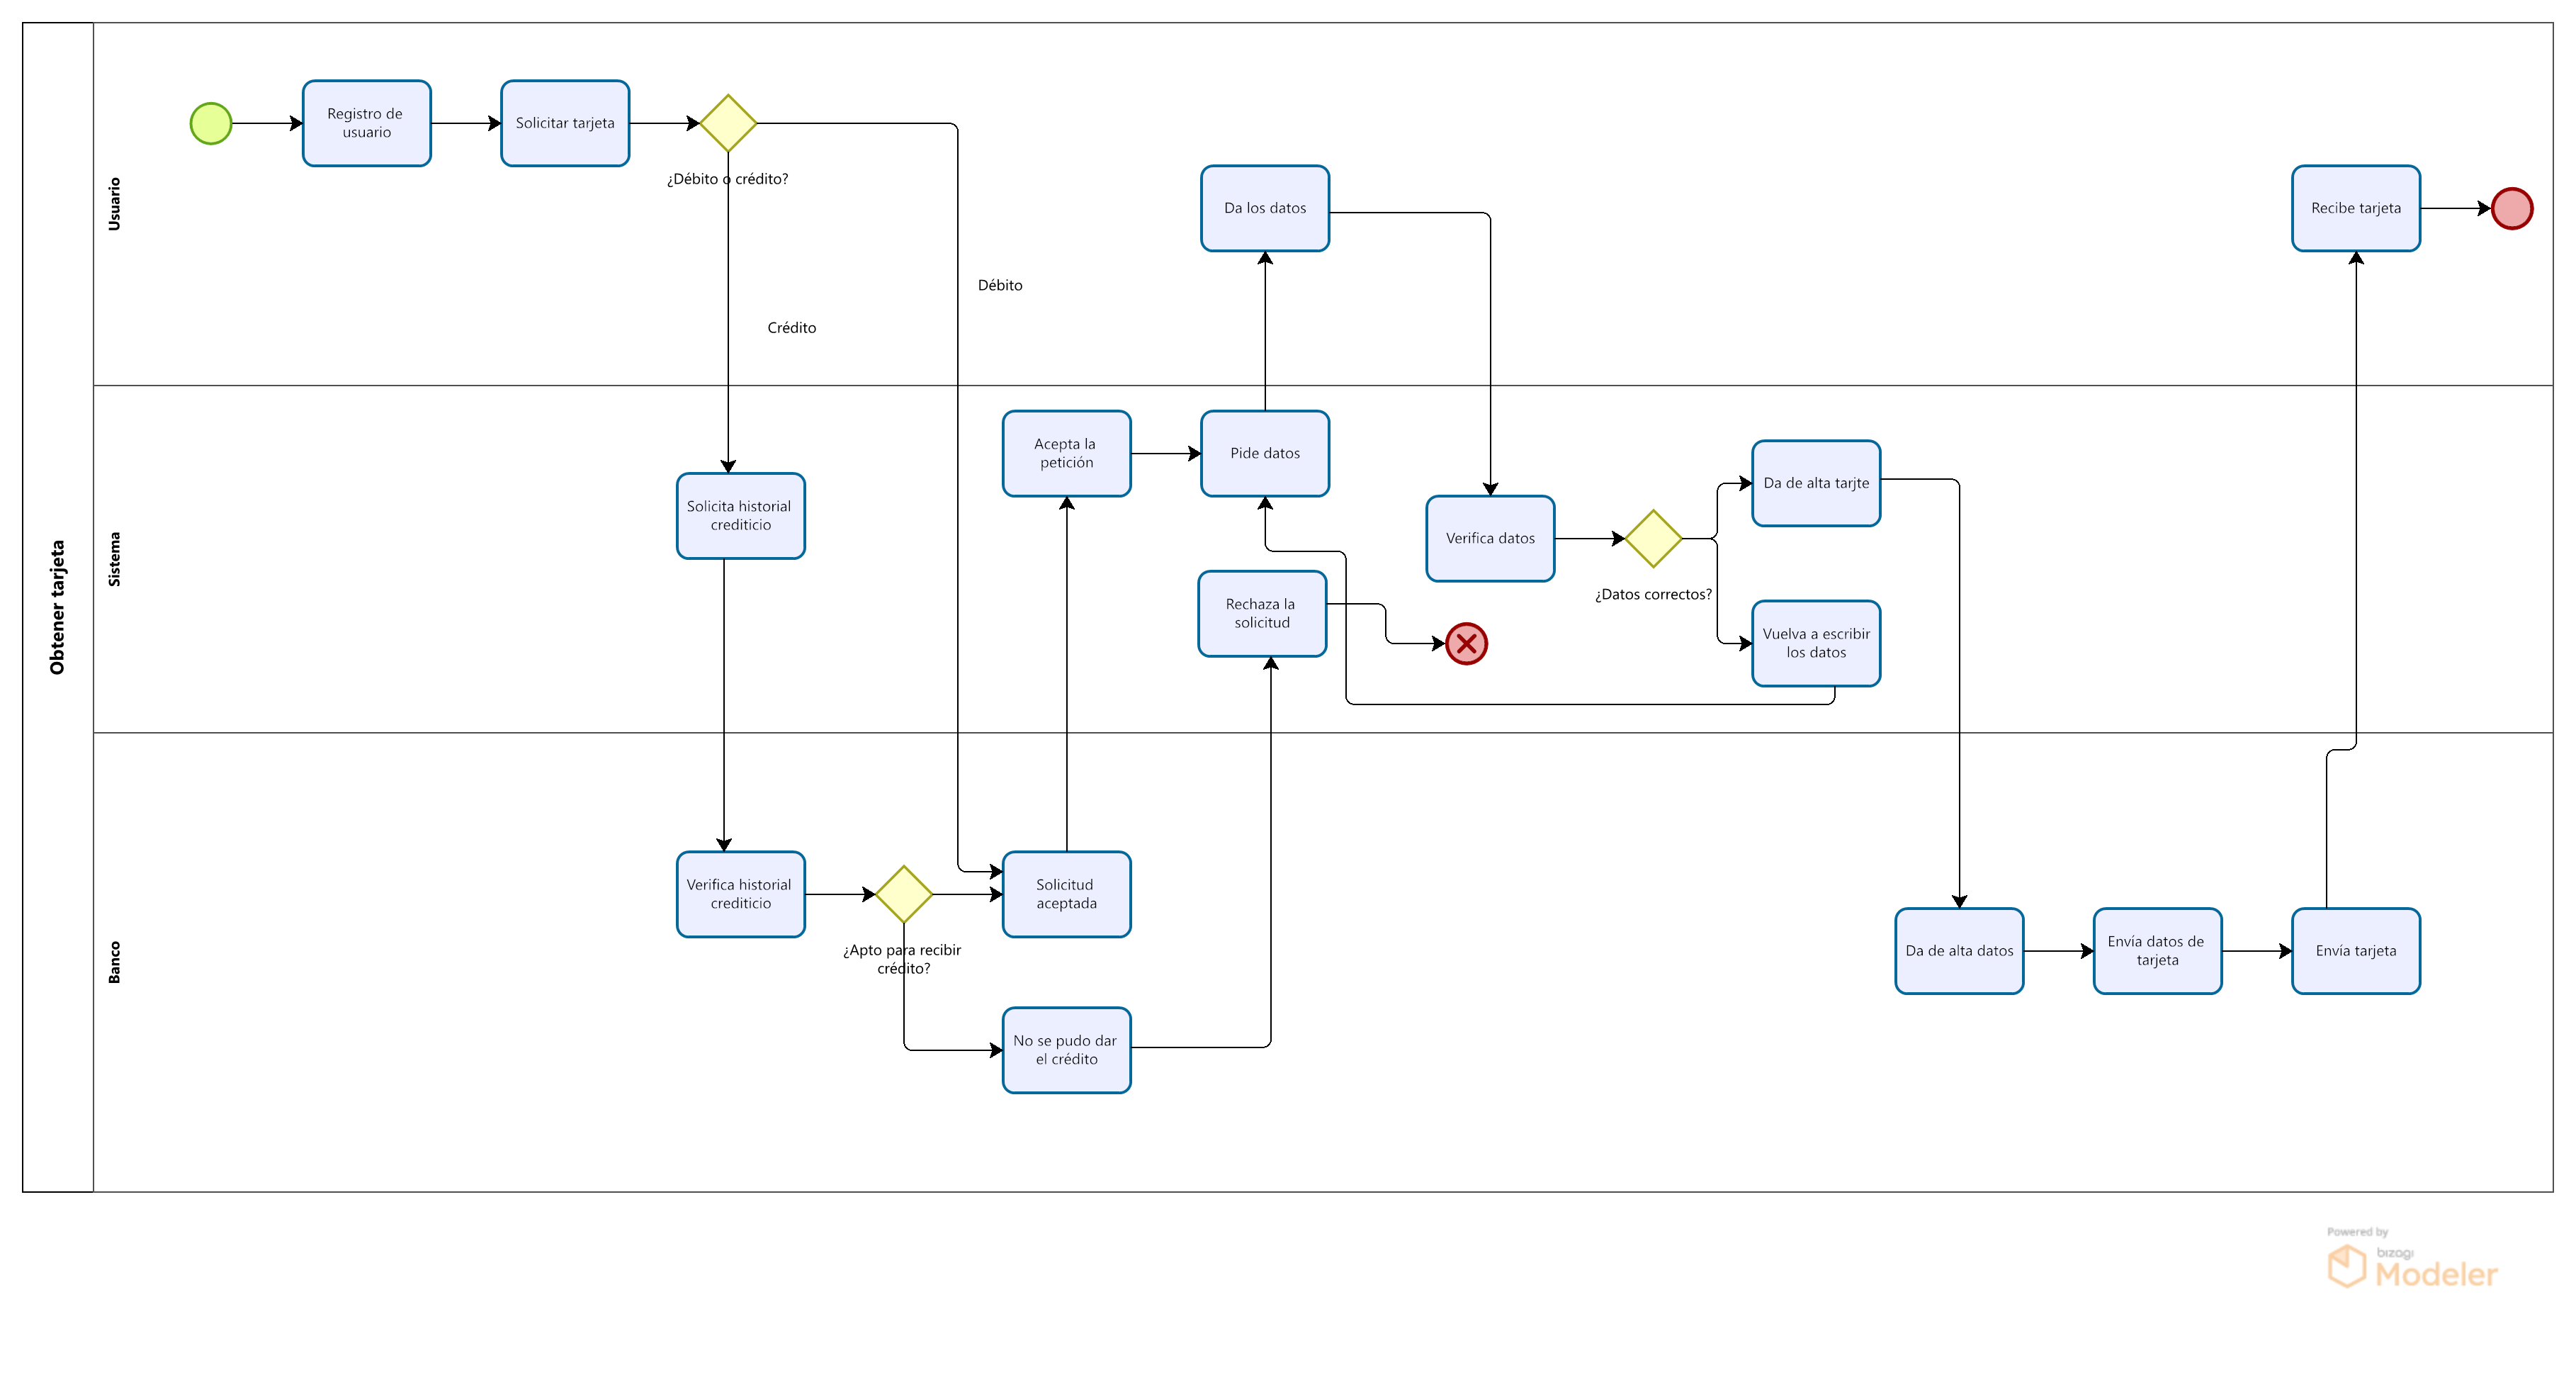 Obtener tarjeta
Usuario
Registro de
usuario
Solicitar tarjeta
¿Débito o crédito?
Crédito
Débito
Da los datos
Recibe tarjeta
Sistema
Solicita historial
crediticio
Acepta la
petición
Pide datos
Rechaza la
solicitud
Verifica datos
¿Datos correctos?
Da de alta tarjte
Vuelva a escribir
los datos
Banco
Verifica historial
crediticio
¿Apto para recibir
crédito?
Solicitud
aceptada
No se pudo dar
el crédito
Da de alta datos
Envía datos de
tarjeta
Envía tarjeta
Powered by
bizagi
Modeler